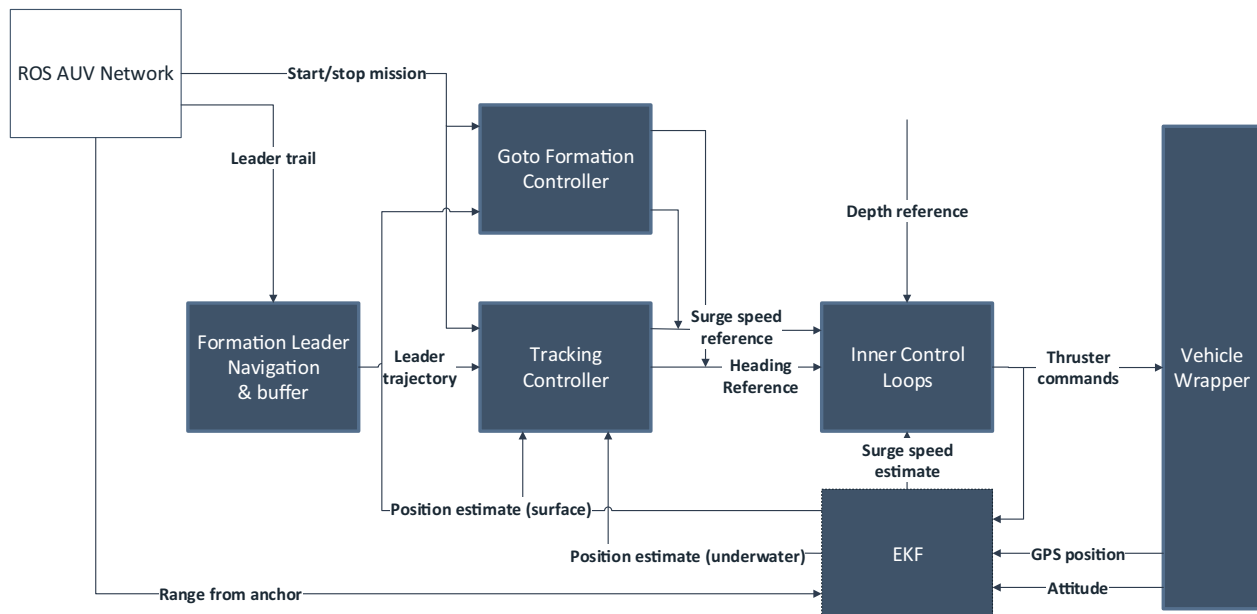 ROS AUV Network
Start/stop mission
Leader trail
Goto Formation
Controller
Depth reference
Formation Leader
Navigation
& buffer
Leader
trajectory
Tracking
Controller
Surge speed
reference
Heading
Reference
Inner Control
Loops
Thruster
commands
Vehicle
Wrapper
Surge speed
estimate
Position estimate (surface)
Position estimate (underwater)
EKF
GPS position
Attitude
Range from anchor